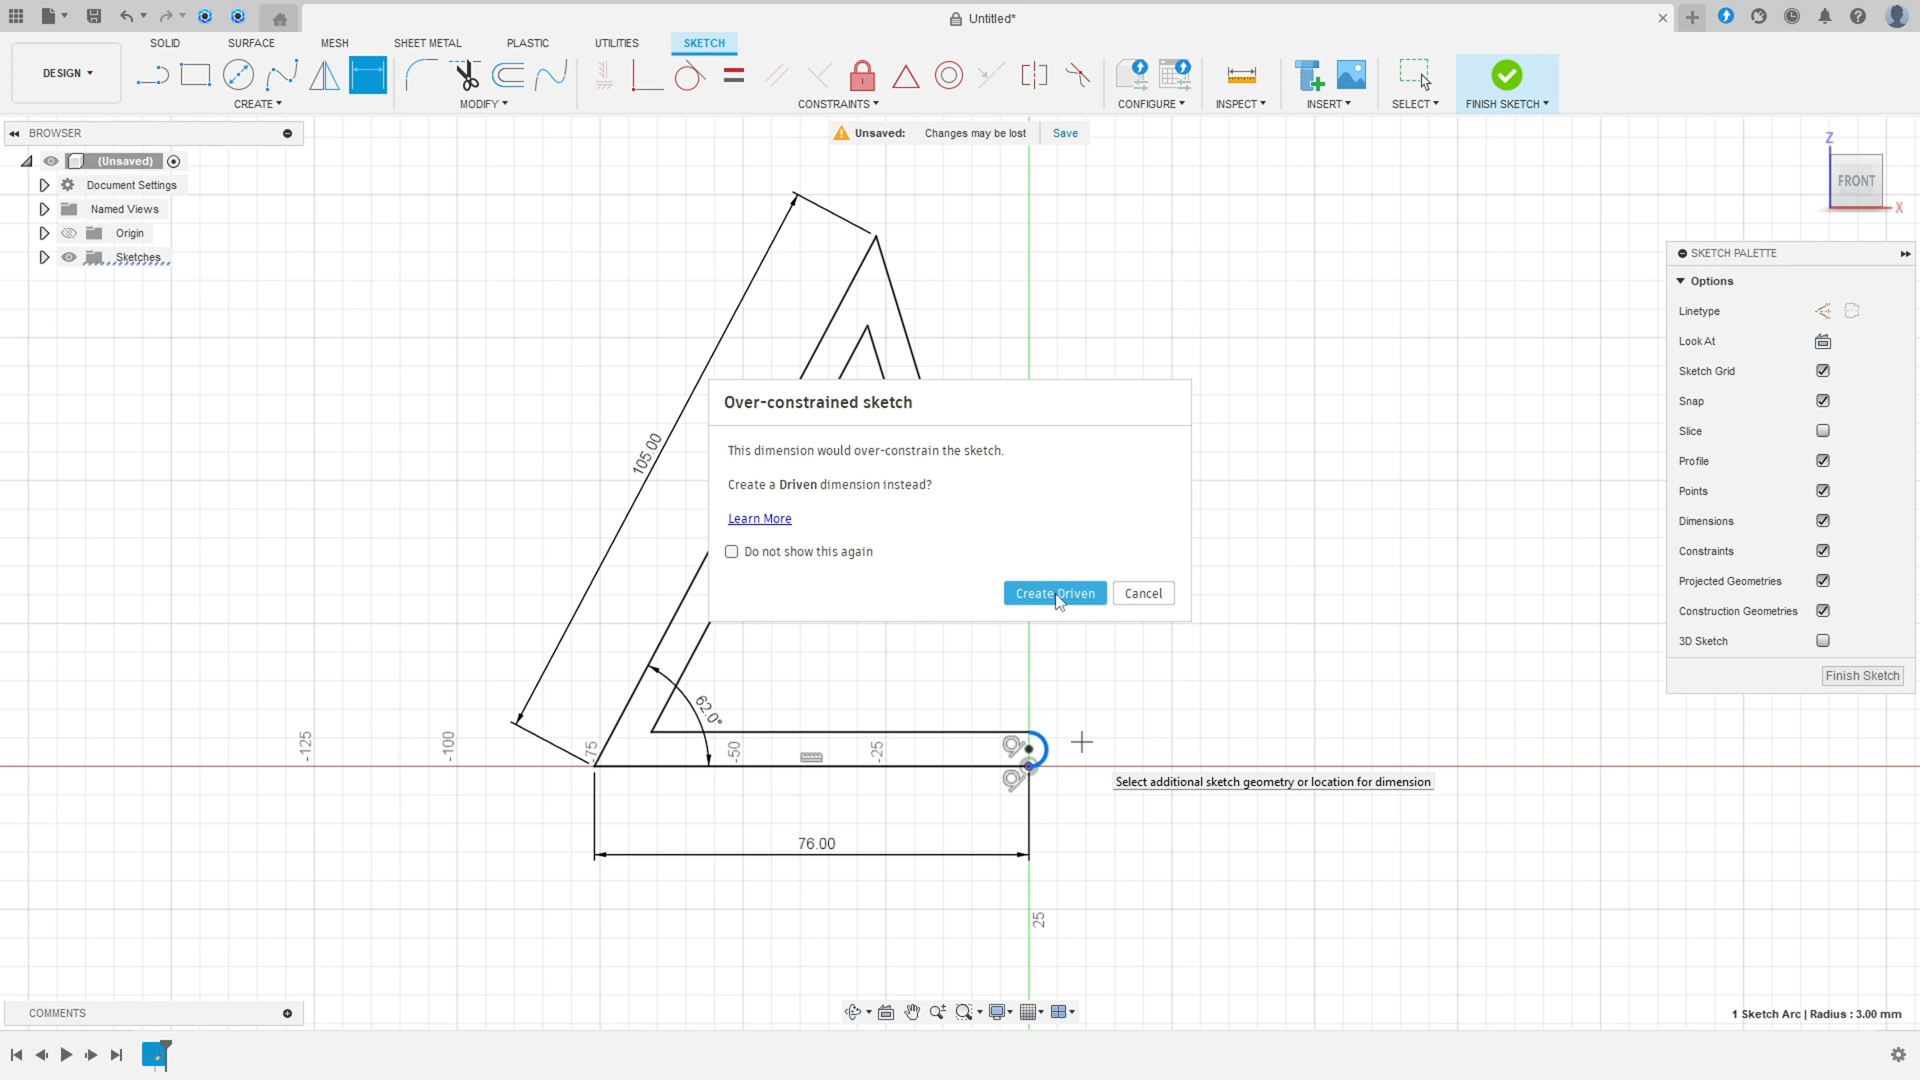 Untitled*
SOLID
SURFACE
MESH
SHEET METAL
PLASTIC
UTILITIES
SKETCH
DESIGN
CREATE
MODIFY
CONSTRAINTS
CONFIGURE
INSPECT
INSERT
SELECT
FINISH SKETCH
BROWSER
Unsaved: Changes may be lost Save
(Unsaved)
Document Settings
Named Views
Origin
Sketches
Z
FRONT
X
SKETCH PALETTE
Options
Linetype
Look At
Sketch Grid
Snap
Slice
Profile
Points
Dimensions
Constraints
Projected Geometries
Construction Geometries
3D Sketch
Finish Sketch
Over-constrained sketch
This dimension would over-constrain the sketch.
Create a Driven dimension instead?
Learn More
Do not show this again
Create Driven
Cancel
105.00
62.0°
-125
-100
-75
-50
-25
Select additional sketch geometry or location for dimension
76.00
25
COMMENTS
1 Sketch Arc | Radius : 3.00 mm